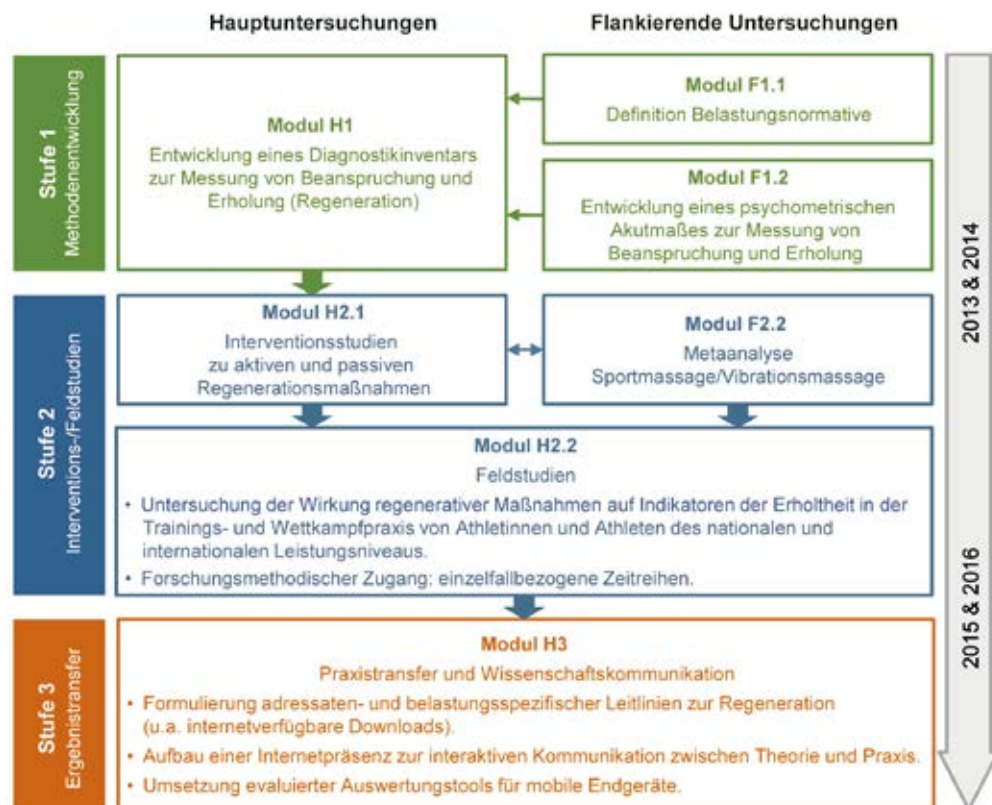 Hauptuntersuchungen
Flankierende Untersuchungen
Stufe 1
Methodenentwicklung
Modul H1
Entwicklung eines Diagnostikinventars
zur Messung von Beanspruchung und
Erholung (Regeneration)
Modul F1.1
Definition Belastungsnormative
Modul F1.2
Entwicklung eines psychometrischen
Akutmaßes zur Messung von
Beanspruchung und Erholung
2013 & 2014
Stufe 2
Interventions-/Feldstudien
Modul H2.1
Interventionsstudien
zu aktiven und passiven
Regenerationsmaßnahmen
Modul F2.2
Metaanalyse
Sportmassage/Vibrationsmassage
Modul H2.2
Feldstudien
• Untersuchung der Wirkung regenerativer Maßnahmen auf Indikatoren der Erholtheit in der
Trainings- und Wettkampfpraxis von Athletinnen und Athleten des nationalen und
internationalen Leistungsniveaus.
• Forschungsmethodischer Zugang: einzelfallbezogene Zeitreihen.
2015 & 2016
Stufe 3
Ergebnistransfer
Modul H3
Praxistransfer und Wissenschaftskommunikation
• Formulierung adressaten- und belastungsspezifischer Leitlinien zur Regeneration
(u.a. internetverfügbare Downloads).
• Aufbau einer Internetpräsenz zur interaktiven Kommunikation zwischen Theorie und Praxis.
• Umsetzung evaluierter Auswertungstools für mobile Endgeräte.